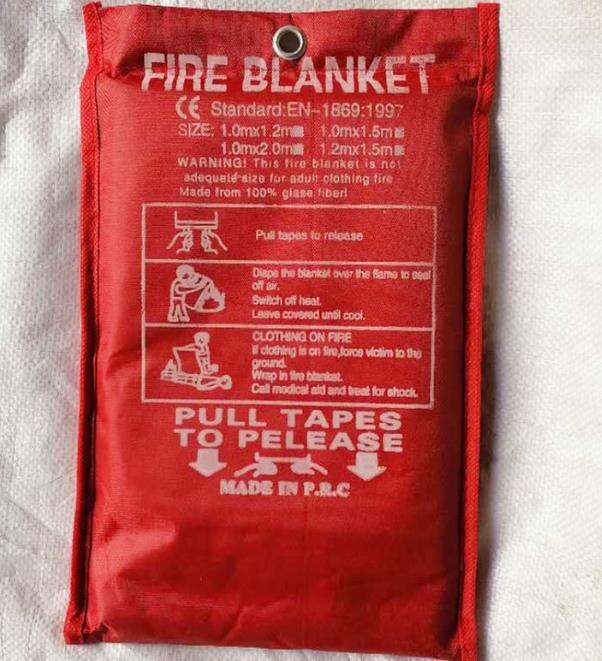 FIRE BLANKET
CE Standard:EN-1869:1997
SIZE: 1.0mx1.2m■ 1.0mx1.5m■
1.0mx2.0m■ 1.2mx1.5m■
WARNING! This fire blanket is not
adequate size for adult clothing fire
Made from 100% glase fiber!
Pull tapes to release
Diape the blanket over the flame to seal
off air.
Switch off heat.
Leave covered until cool.
CLOTHING ON FIRE
If clothing is on fire,force victim to the
ground.
Wrap in fire blanket.
Call modical aid and treat for shock.
PULL TAPES
TO PELEASE
MADE IN P.R.C